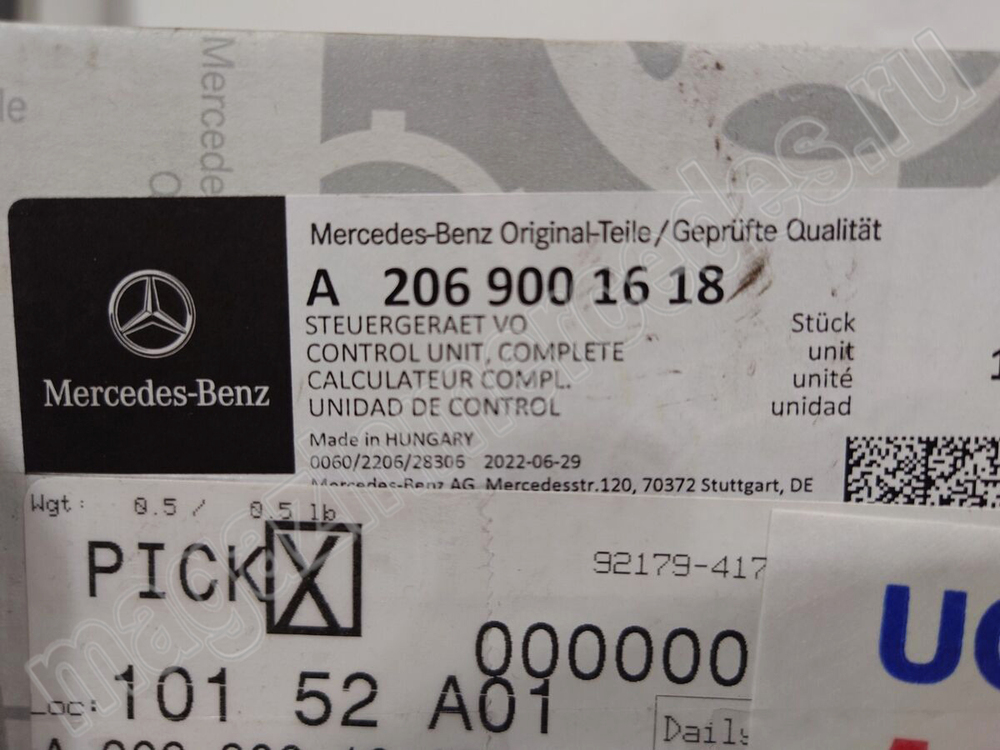 Mercedes
Mercedes-Benz Original-Teile/Geprüfte Qualität
A 206 900 16 18
STEUERGERAET VO Stück
CONTROL UNIT, COMPLETE unit
CALCULATEUR COMPL. unité
UNIDAD DE CONTROL unidad
Made in HUNGARY
0060/2206/28306 2022-06-29
Mercedes-Benz AG, Mercedesstr.120, 70372 Stuttgart, DE
Mercedes-Benz
Wgt: 0.5 / 0.5 lb
PICK X
92179-417
000000
Loc: 101 52 A01
magazinmercedes.ru